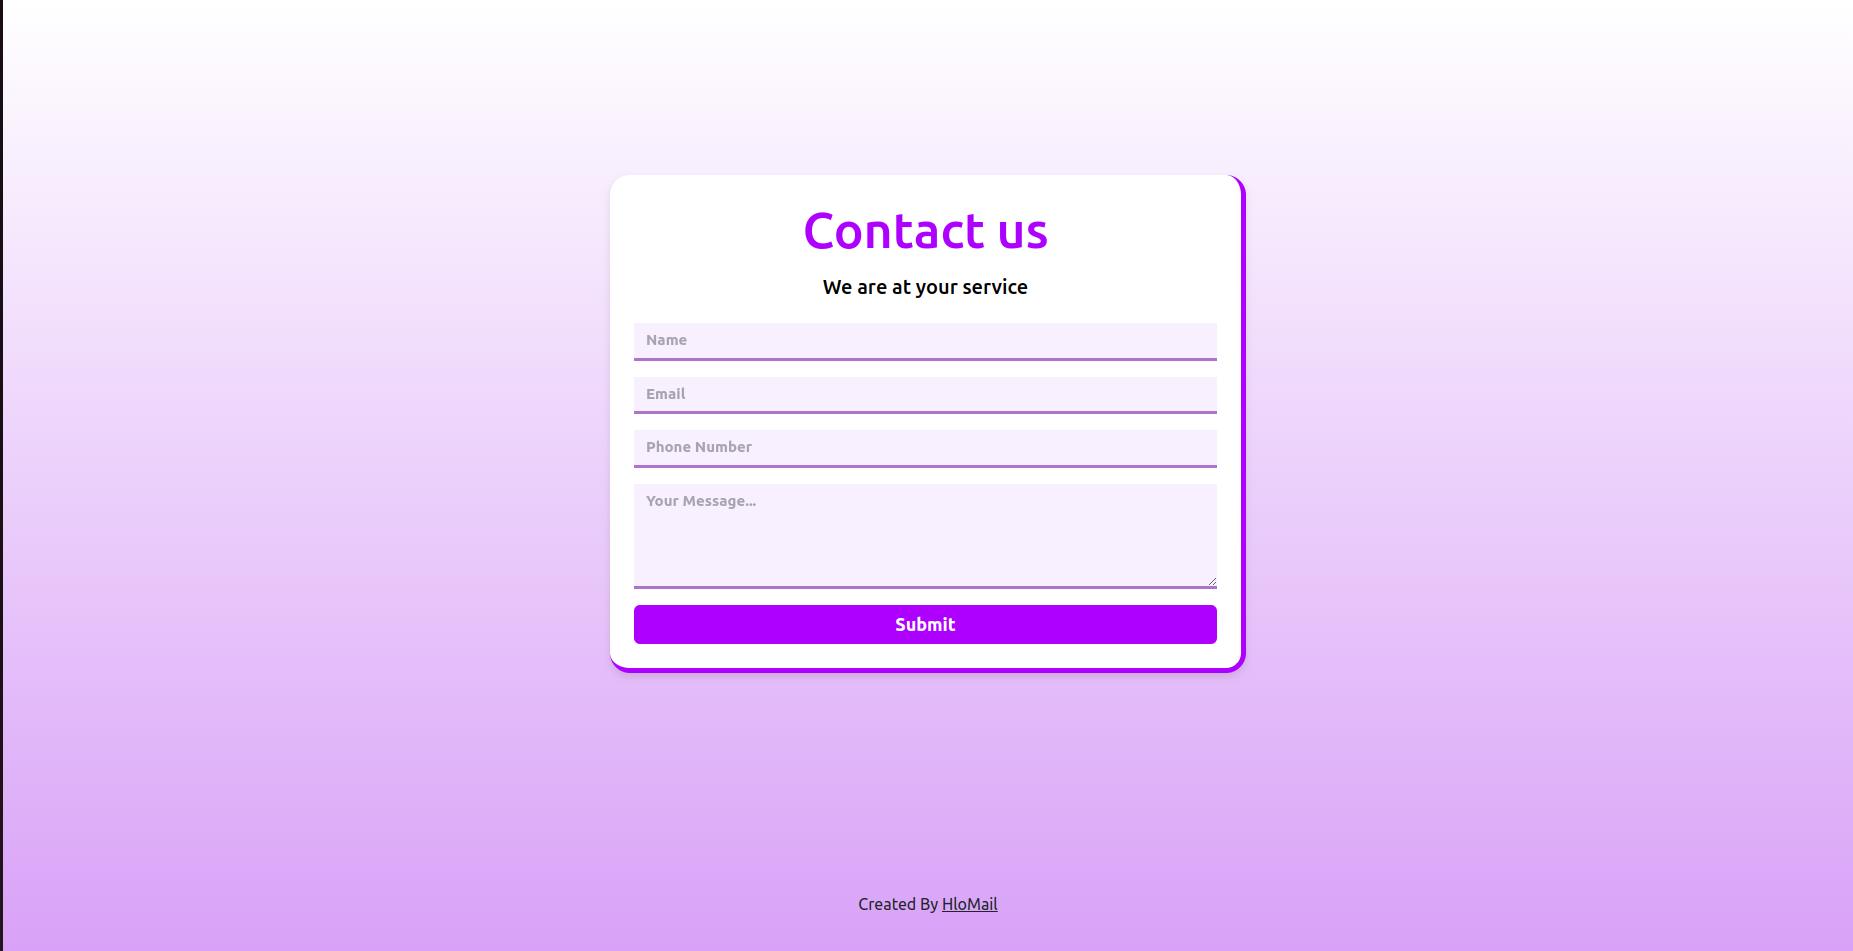 Contact us
We are at your service
Name
Email
Phone Number
Your Message...
Submit
Created By HloMail